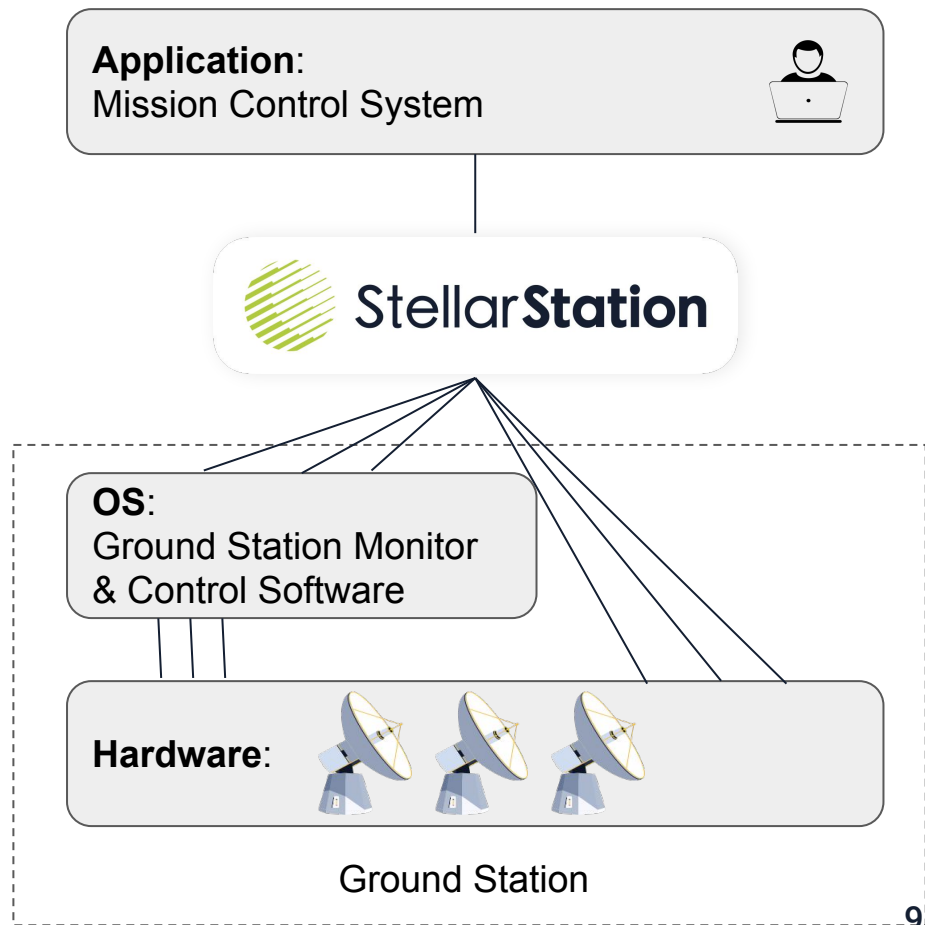 Application:
Mission Control System
StellarStation
OS:
Ground Station Monitor
& Control Software
Hardware:
Ground Station
9